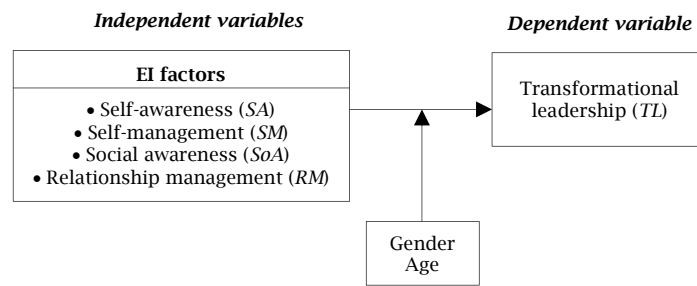 Independent variables
Dependent variable
EI factors
• Self-awareness (SA)
• Self-management (SM)
• Social awareness (SoA)
• Relationship management (RM)
Transformational
leadership (TL)
Gender
Age